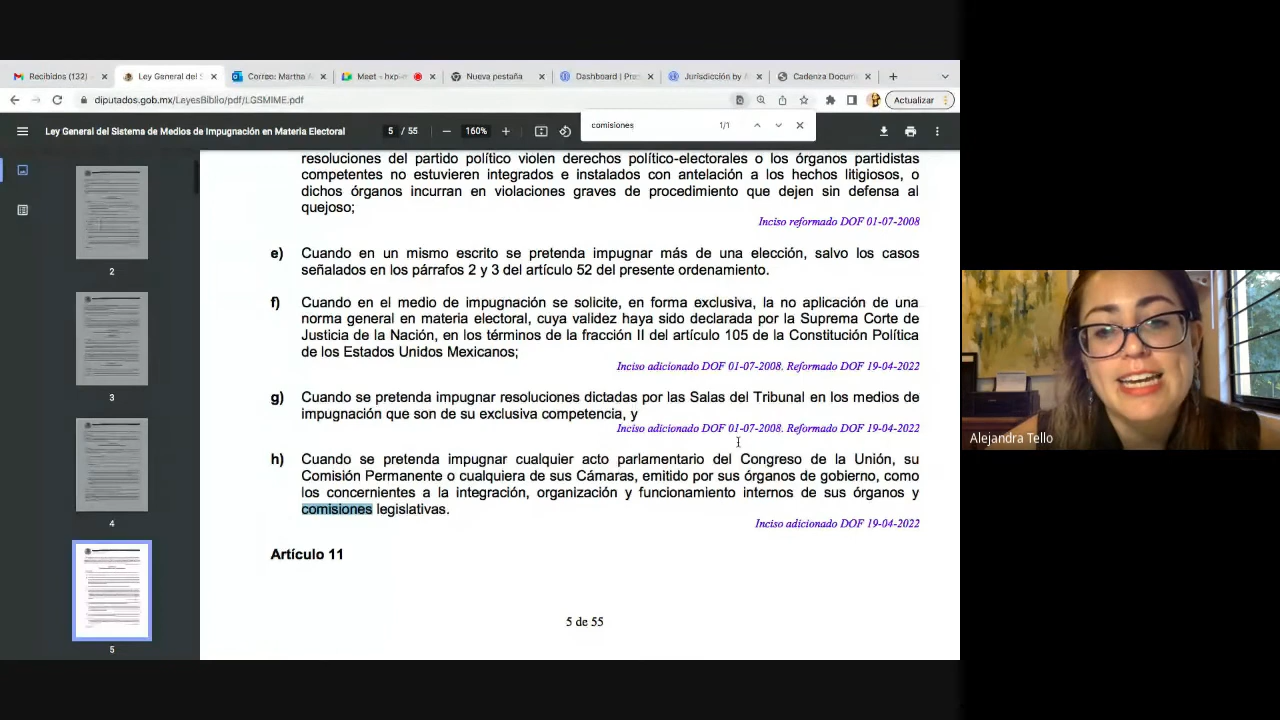 Recibidos (132)
Ley General del S
Correo: Martha A
Meet – hxp
Nueva pestaña
Dashboard | Pre
Jurisdicción by A
Cadenza Docum
diputados.gob.mx/LeyesBiblio/pdf/LGSMIME.pdf
Actualizar
comisiones
1/1
Ley General del Sistema de Medios de Impugnación en Materia Electoral
5 / 55
160%
resoluciones del partido político violen derechos político-electorales o los órganos partidistas
competentes no estuvieren integrados e instalados con antelación a los hechos litigiosos, o
dichos órganos incurran en violaciones graves de procedimiento que dejen sin defensa al
quejoso;
Inciso reformado DOF 01-07-2008
e) Cuando en un mismo escrito se pretenda impugnar más de una elección, salvo los casos
señalados en los párrafos 2 y 3 del artículo 52 del presente ordenamiento.
f) Cuando en el medio de impugnación se solicite, en forma exclusiva, la no aplicación de una
norma general en materia electoral, cuya validez haya sido declarada por la Suprema Corte de
Justicia de la Nación, en los términos de la fracción II del artículo 105 de la Constitución Política
de los Estados Unidos Mexicanos;
Inciso adicionado DOF 01-07-2008. Reformado DOF 19-04-2022
g) Cuando se pretenda impugnar resoluciones dictadas por las Salas del Tribunal en los medios de
impugnación que son de su exclusiva competencia, y
Inciso adicionado DOF 01-07-2008. Reformado DOF 19-04-2022
h) Cuando se pretenda impugnar cualquier acto parlamentario del Congreso de la Unión, su
Comisión Permanente o cualquiera de sus Cámaras, emitido por sus órganos de gobierno, como
los concernientes a la integración, organización y funcionamiento internos de sus órganos y
comisiones legislativas.
Inciso adicionado DOF 19-04-2022
Artículo 11
5 de 55
2
3
4
5
Alejandra Tello